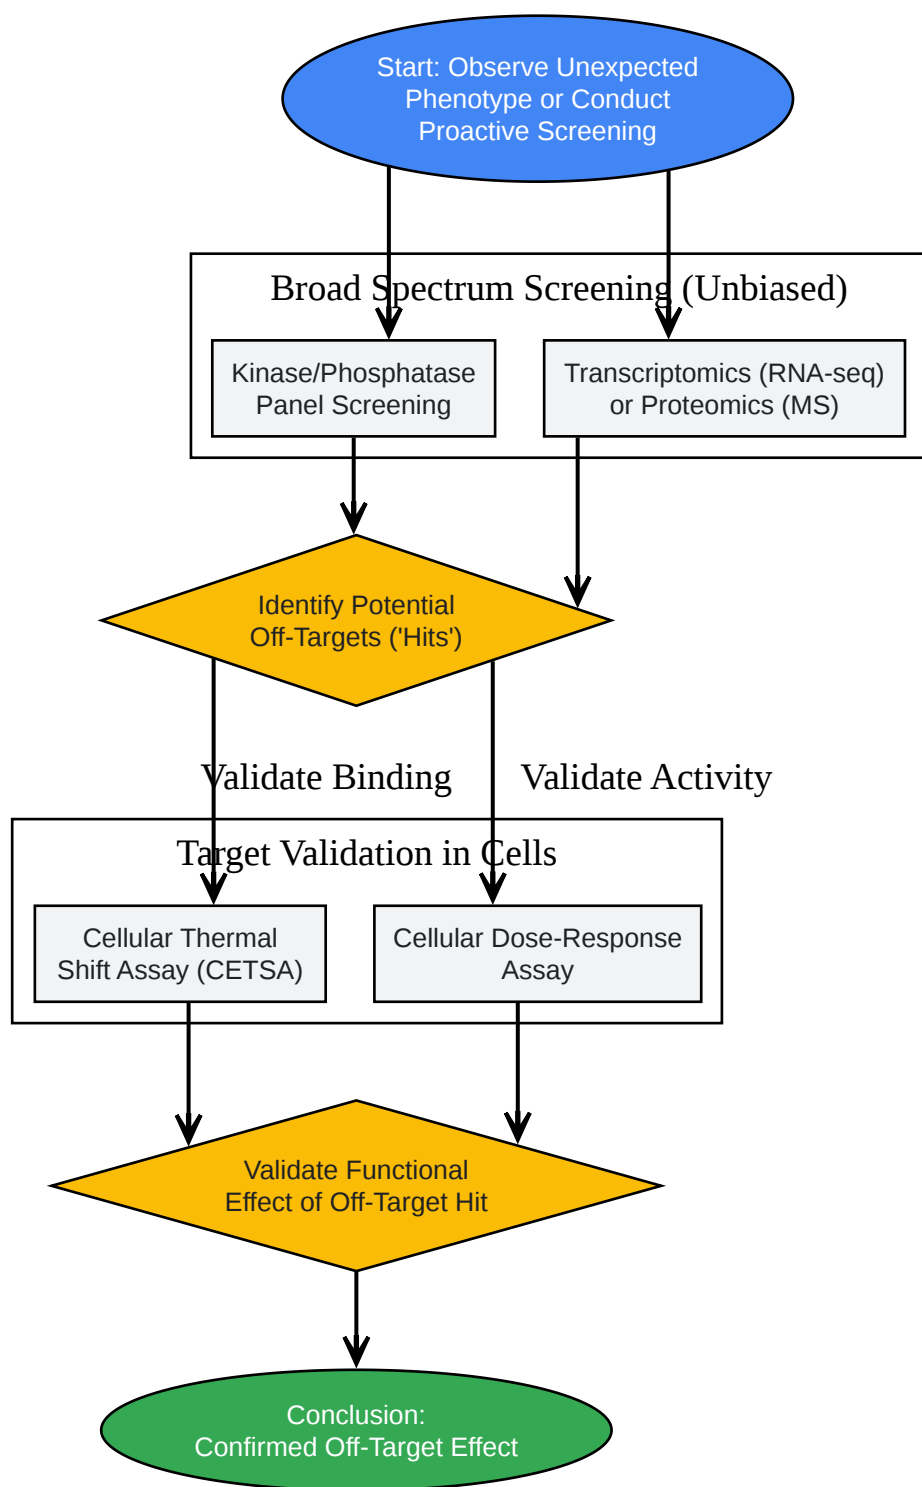 Start: Observe Unexpected
Phenotype or Conduct
Proactive Screening
Broad Spectrum Screening (Unbiased)
Kinase/Phosphatase
Panel Screening
Transcriptomics (RNA-seq)
or Proteomics (MS)
Identify Potential
Off-Targets ('Hits')
Validate Binding
Validate Activity
Target Validation in Cells
Cellular Thermal
Shift Assay (CETSA)
Cellular Dose-Response
Assay
Validate Functional
Effect of Off-Target Hit
Conclusion:
Confirmed Off-Target Effect